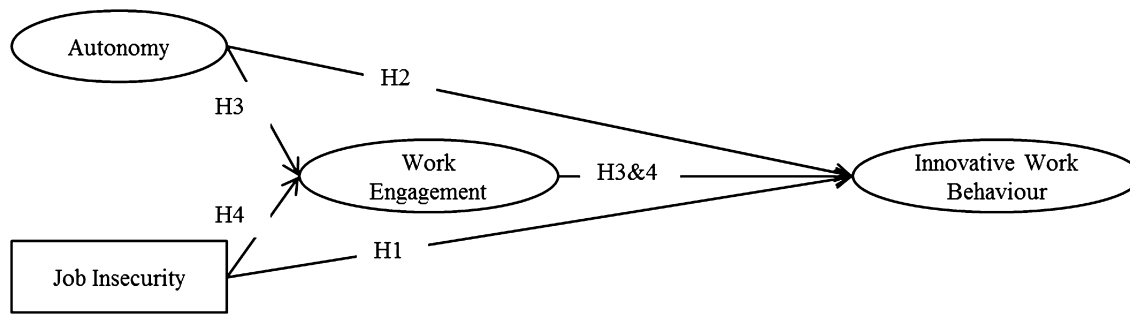 Autonomy
H2
H3
Work
Engagement
H3&4
Innovative Work
Behaviour
H4
H1
Job Insecurity